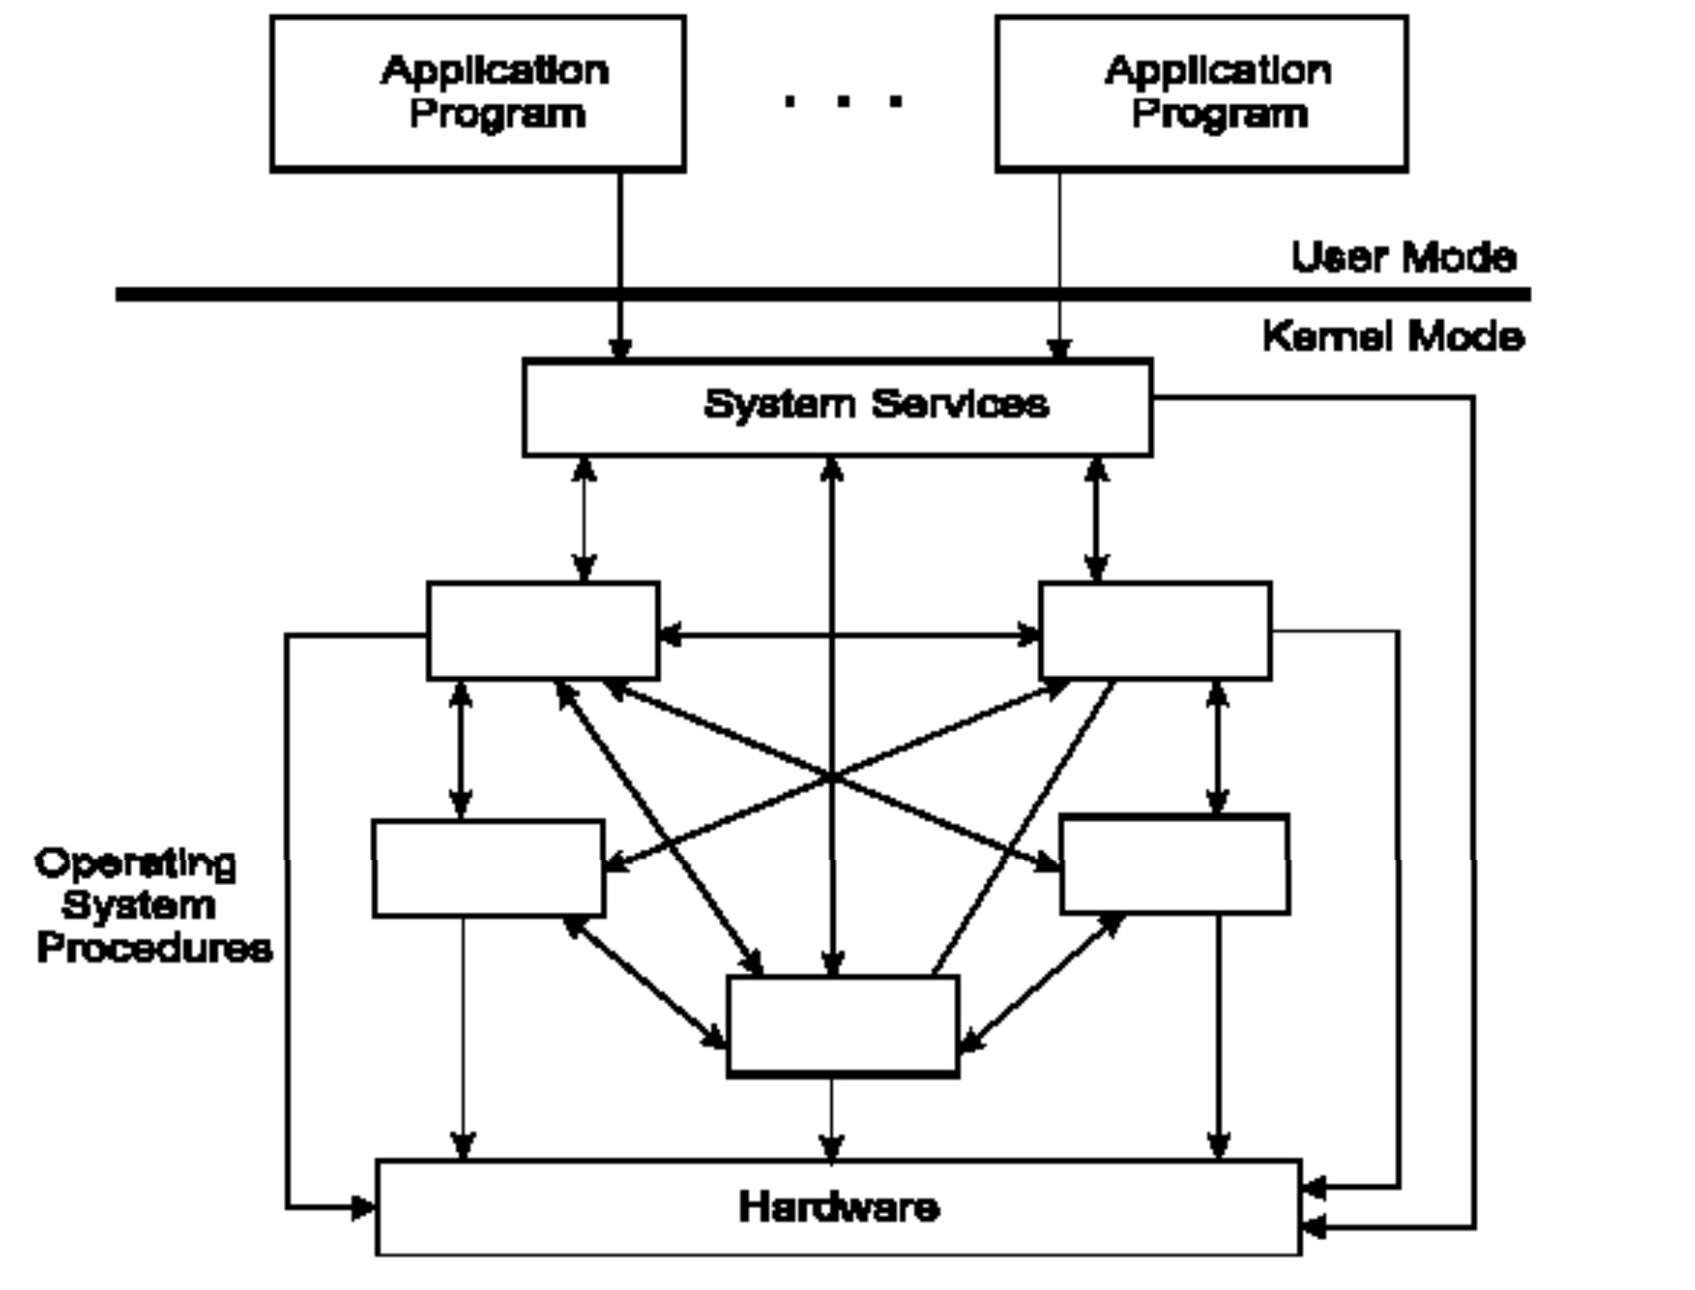 Application
Program
. . .
Application
Program
User Mode
Kernel Mode
System Services
Operating
System
Procedures
Hardware